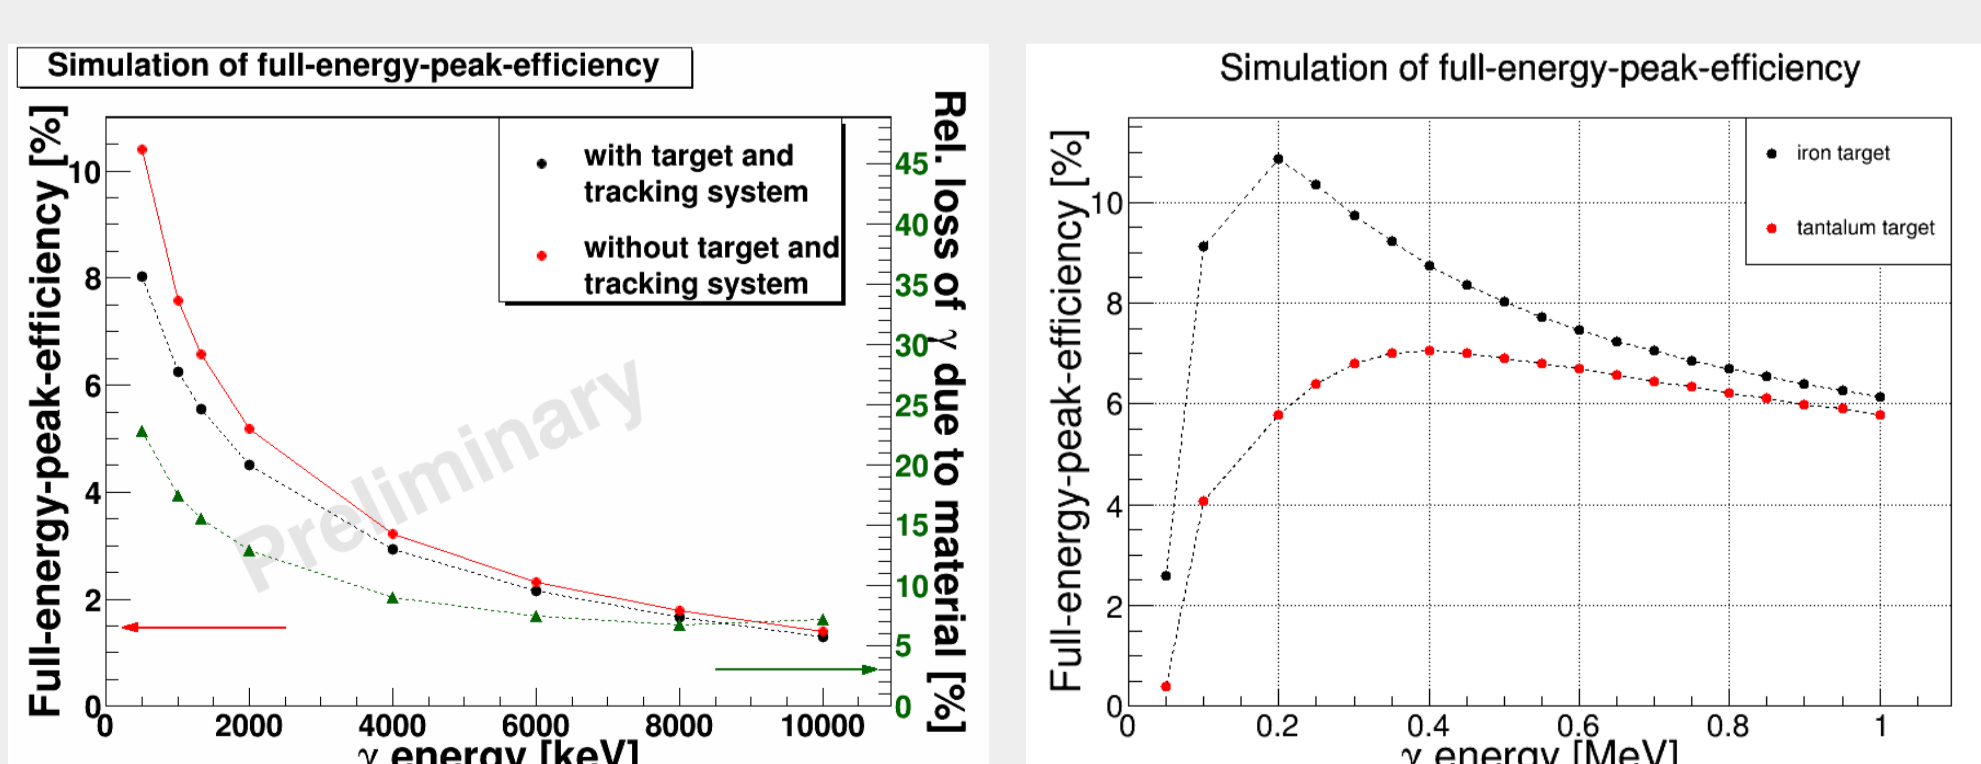 Simulation of full-energy-peak-efficiency
Full-energy-peak-efficiency [%]
10
8
6
4
2
0
with target and
tracking system
without target and
tracking system
Preliminary
45
40
35
30
25
20
15
10
5
0
Rel. loss of γ due to material [%]
0 2000 4000 6000 8000 10000
γ energy [keV]
Simulation of full-energy-peak-efficiency
Full-energy-peak-efficiency [%]
10
8
6
4
2
0
iron target
tantalum target
0 0.2 0.4 0.6 0.8 1
γ energy [MeV]